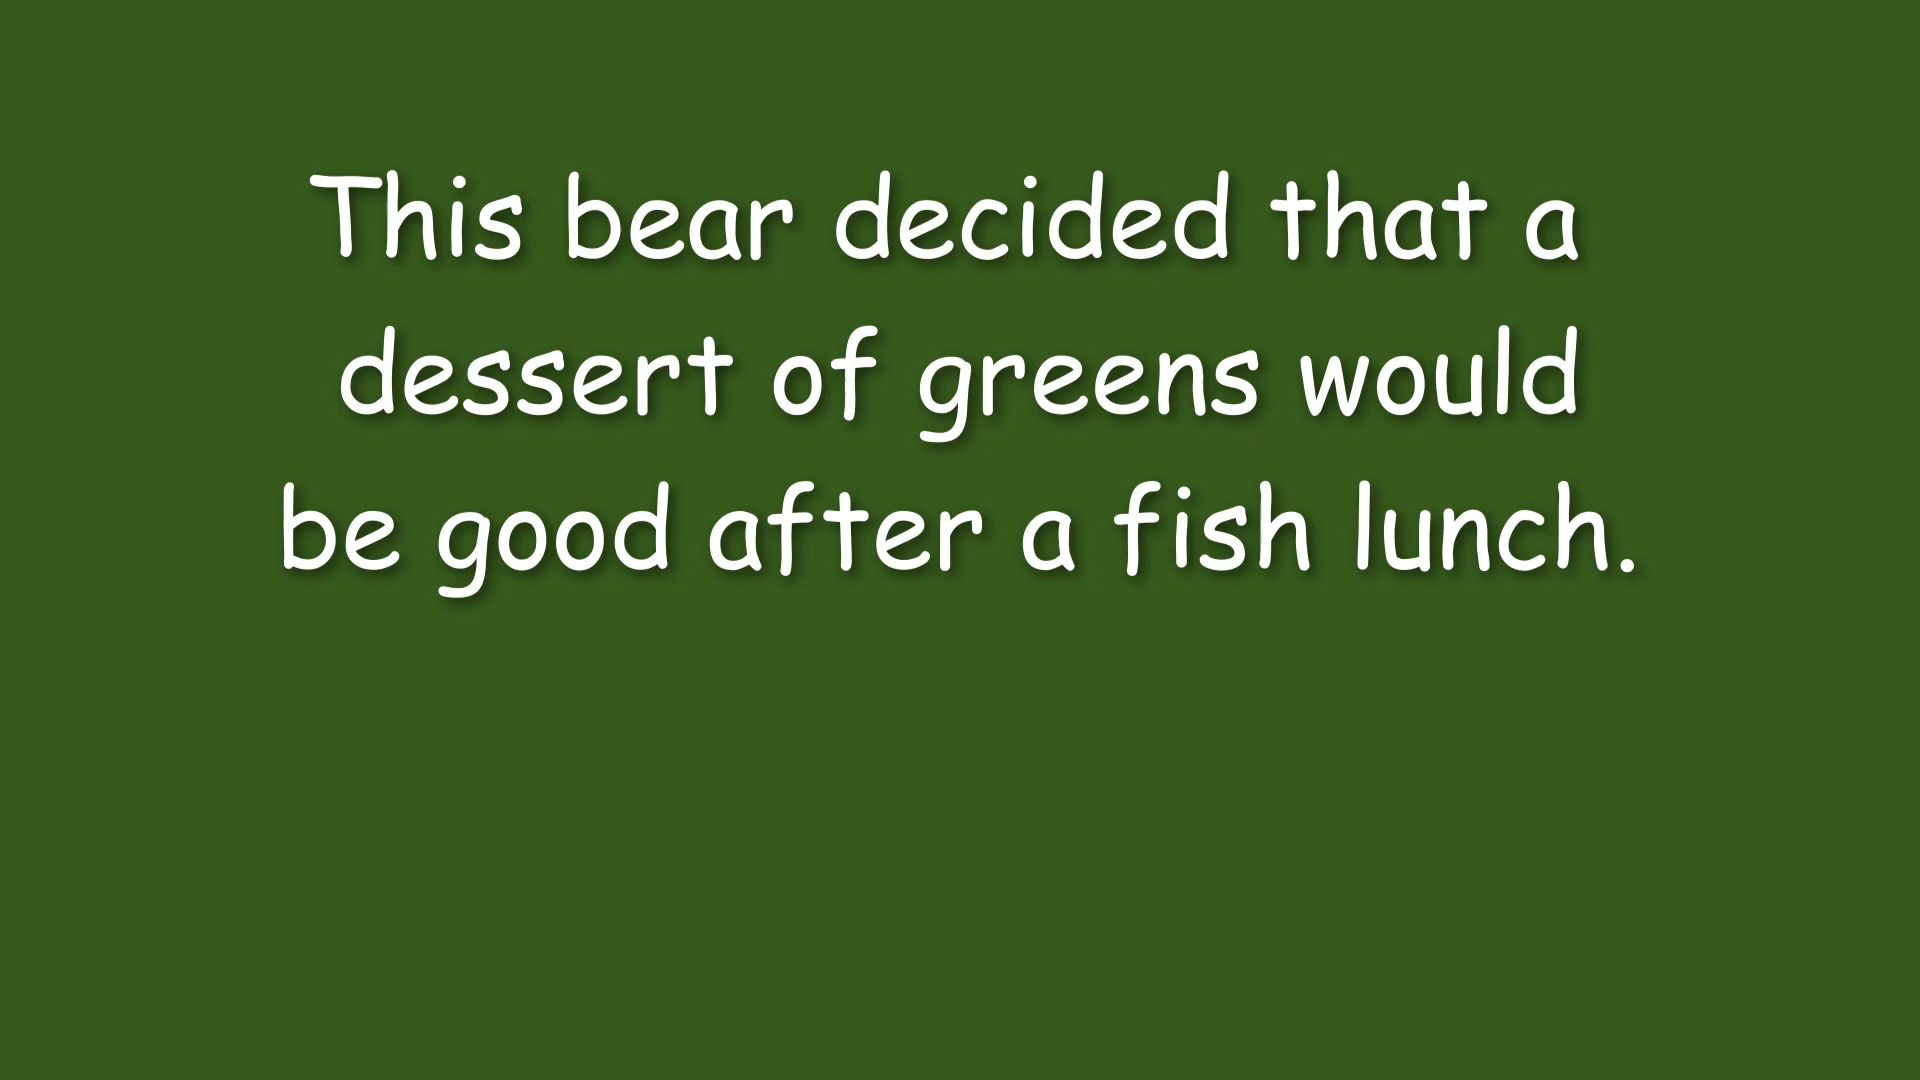 This bear decided that a
dessert of greens would
be good after a fish lunch.